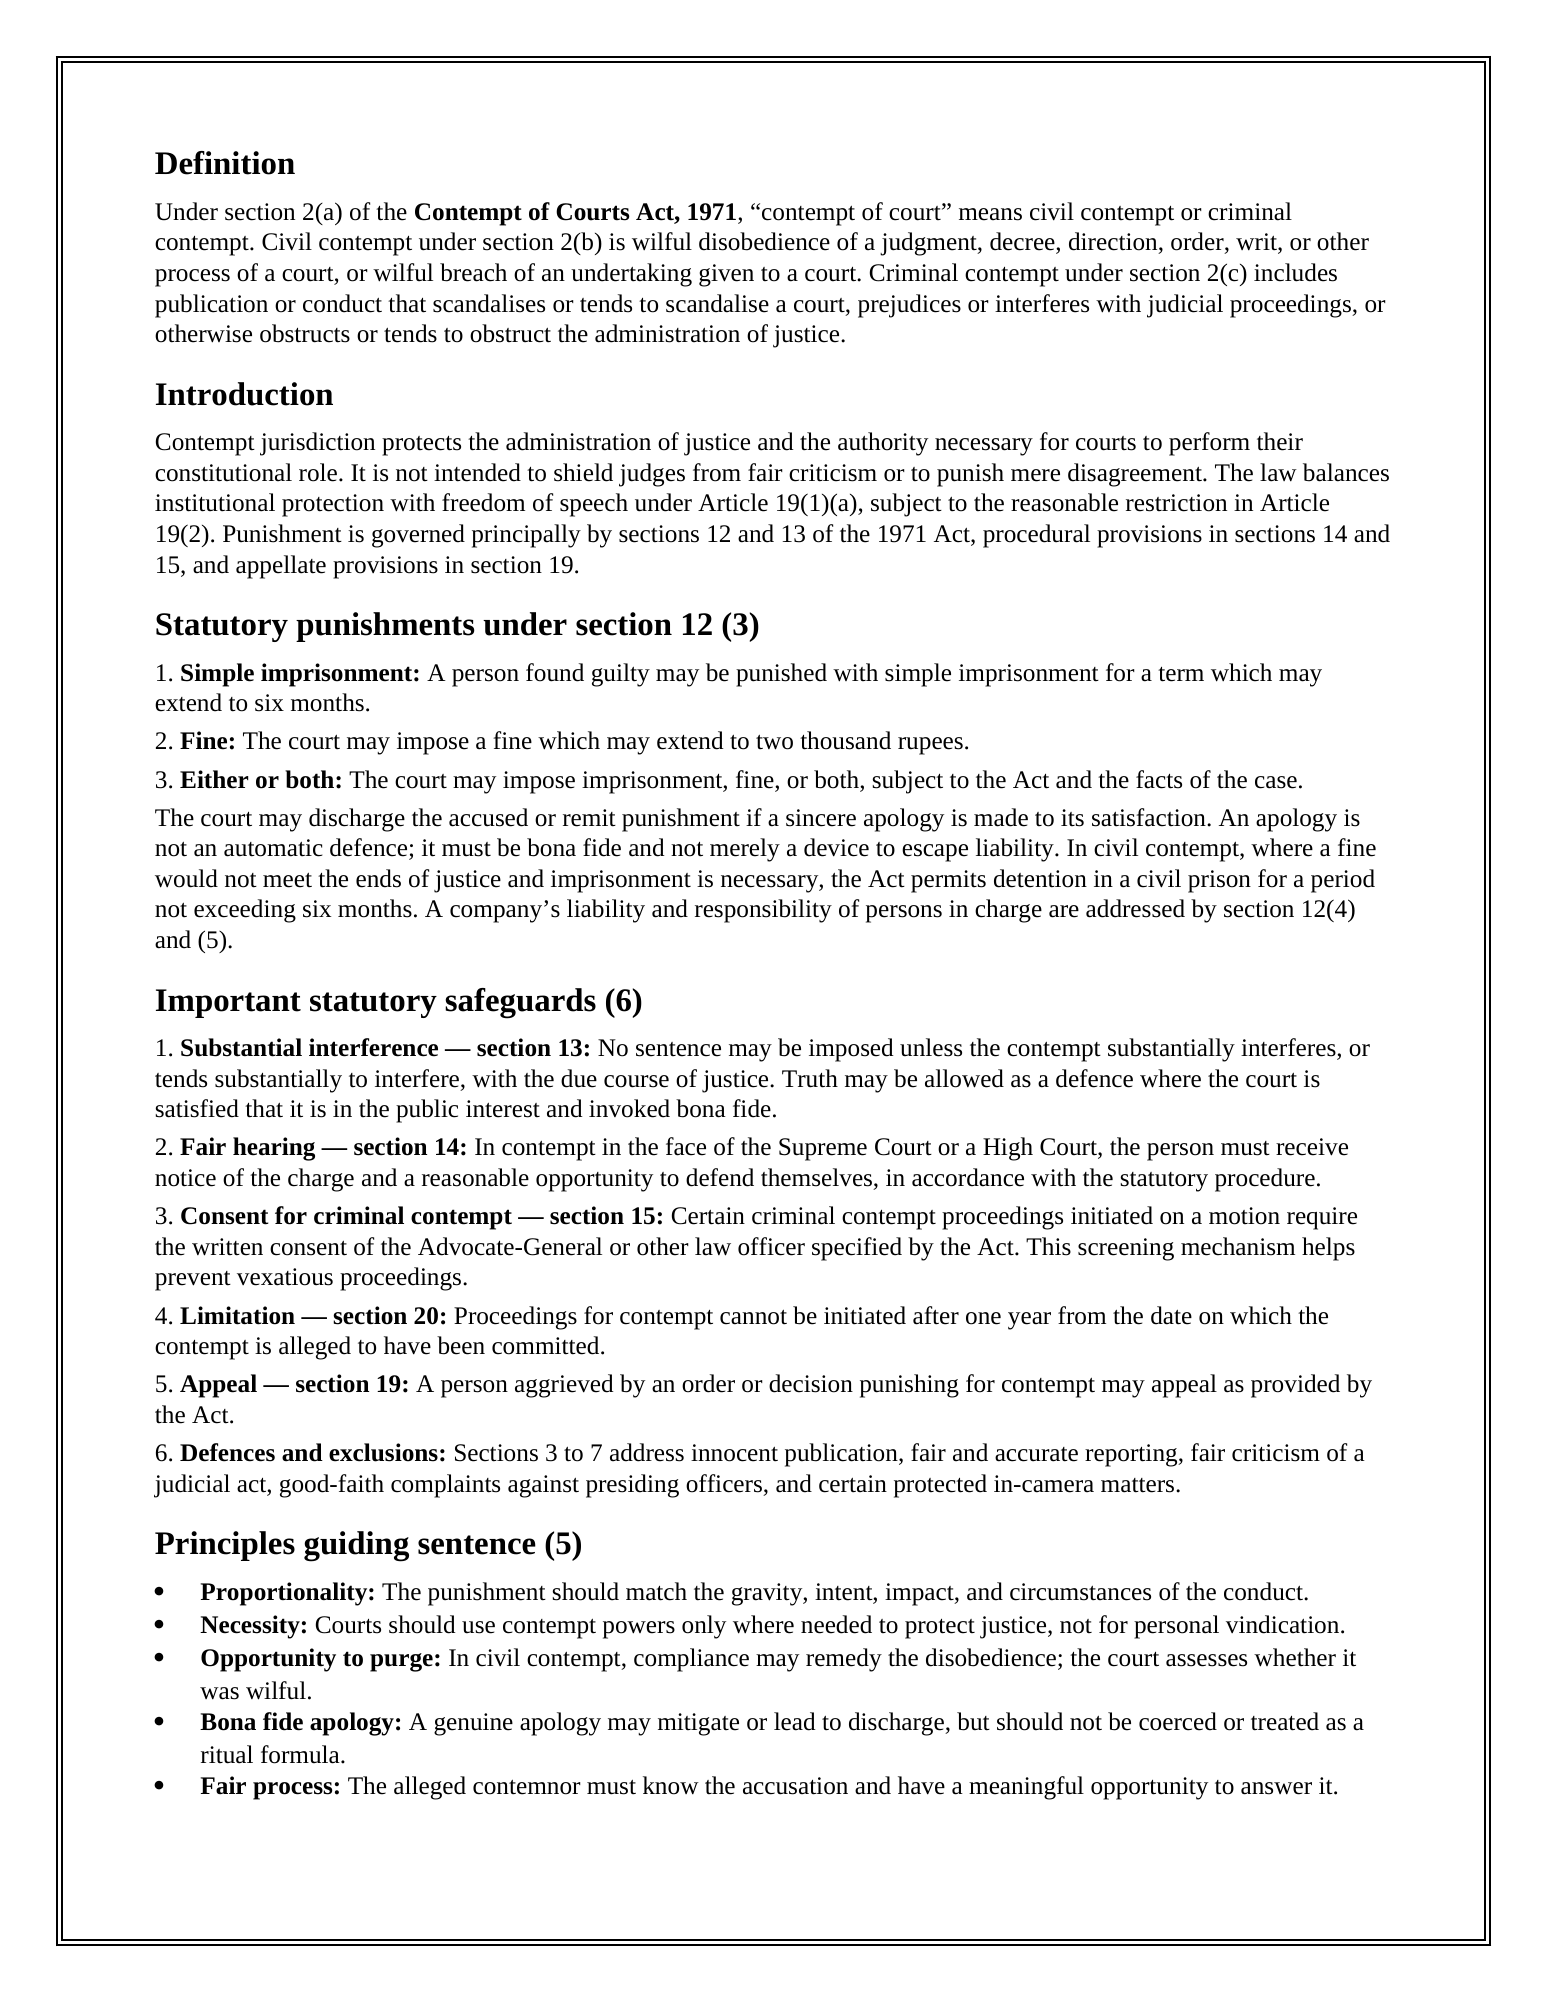 Definition
Under section 2(a) of the Contempt of Courts Act, 1971, “contempt of court” means civil contempt or criminal
contempt. Civil contempt under section 2(b) is wilful disobedience of a judgment, decree, direction, order, writ, or other
process of a court, or wilful breach of an undertaking given to a court. Criminal contempt under section 2(c) includes
publication or conduct that scandalises or tends to scandalise a court, prejudices or interferes with judicial proceedings, or
otherwise obstructs or tends to obstruct the administration of justice.
Introduction
Contempt jurisdiction protects the administration of justice and the authority necessary for courts to perform their
constitutional role. It is not intended to shield judges from fair criticism or to punish mere disagreement. The law balances
institutional protection with freedom of speech under Article 19(1)(a), subject to the reasonable restriction in Article
19(2). Punishment is governed principally by sections 12 and 13 of the 1971 Act, procedural provisions in sections 14 and
15, and appellate provisions in section 19.
Statutory punishments under section 12 (3)
1. Simple imprisonment: A person found guilty may be punished with simple imprisonment for a term which may
extend to six months.
2. Fine: The court may impose a fine which may extend to two thousand rupees.
3. Either or both: The court may impose imprisonment, fine, or both, subject to the Act and the facts of the case.
The court may discharge the accused or remit punishment if a sincere apology is made to its satisfaction. An apology is
not an automatic defence; it must be bona fide and not merely a device to escape liability. In civil contempt, where a fine
would not meet the ends of justice and imprisonment is necessary, the Act permits detention in a civil prison for a period
not exceeding six months. A company’s liability and responsibility of persons in charge are addressed by section 12(4)
and (5).
Important statutory safeguards (6)
1. Substantial interference — section 13: No sentence may be imposed unless the contempt substantially interferes, or
tends substantially to interfere, with the due course of justice. Truth may be allowed as a defence where the court is
satisfied that it is in the public interest and invoked bona fide.
2. Fair hearing — section 14: In contempt in the face of the Supreme Court or a High Court, the person must receive
notice of the charge and a reasonable opportunity to defend themselves, in accordance with the statutory procedure.
3. Consent for criminal contempt — section 15: Certain criminal contempt proceedings initiated on a motion require
the written consent of the Advocate-General or other law officer specified by the Act. This screening mechanism helps
prevent vexatious proceedings.
4. Limitation — section 20: Proceedings for contempt cannot be initiated after one year from the date on which the
contempt is alleged to have been committed.
5. Appeal — section 19: A person aggrieved by an order or decision punishing for contempt may appeal as provided by
the Act.
6. Defences and exclusions: Sections 3 to 7 address innocent publication, fair and accurate reporting, fair criticism of a
judicial act, good-faith complaints against presiding officers, and certain protected in-camera matters.
Principles guiding sentence (5)
• Proportionality: The punishment should match the gravity, intent, impact, and circumstances of the conduct.
• Necessity: Courts should use contempt powers only where needed to protect justice, not for personal vindication.
• Opportunity to purge: In civil contempt, compliance may remedy the disobedience; the court assesses whether it
was wilful.
• Bona fide apology: A genuine apology may mitigate or lead to discharge, but should not be coerced or treated as a
ritual formula.
• Fair process: The alleged contemnor must know the accusation and have a meaningful opportunity to answer it.